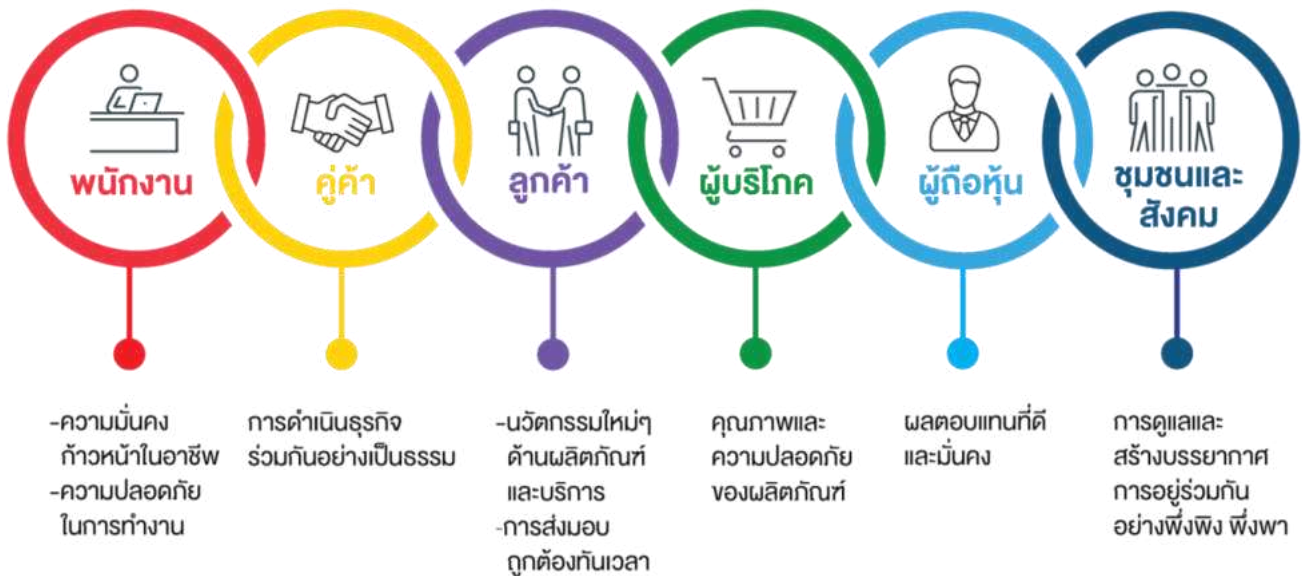 พนักงาน
คู่ค้า
ลูกค้า
ผู้บริโภค
ผู้ถือหุ้น
ชุมชนและ
สังคม
-ความมั่นคง
ก้าวหน้าในอาชีพ
-ความปลอดภัย
ในการทำงาน
การดำเนินธุรกิจ
ร่วมกันอย่างเป็นธรรม
-นวัตกรรมใหม่ๆ
ด้านผลิตภัณฑ์
และบริการ
-การส่งมอบ
ถูกต้องทันเวลา
คุณภาพและ
ความปลอดภัย
ของผลิตภัณฑ์
ผลตอบแทนที่ดี
และมั่นคง
การดูแลและ
สร้างบรรยากาศ
การอยู่ร่วมกัน
อย่างพึ่งพิง พึ่งพา